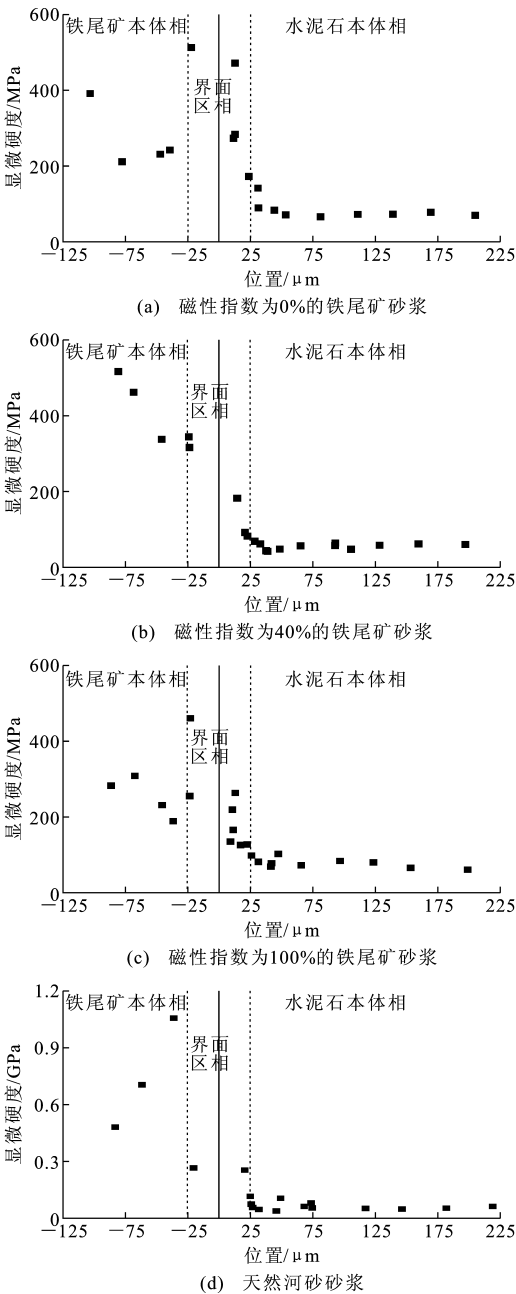 600
铁尾矿本体相
水泥石本体相
界面
区相
400
200
0
显微硬度/MPa
－125 －75 －25 25 75 125 175 225
位置/μm
(a) 磁性指数为0%的铁尾矿砂浆
600
铁尾矿本体相
水泥石本体相
界面
区相
400
200
0
显微硬度/MPa
－125 －75 －25 25 75 125 175 225
位置/μm
(b) 磁性指数为40%的铁尾矿砂浆
600
铁尾矿本体相
水泥石本体相
界面
区相
400
200
0
显微硬度/MPa
－125 －75 －25 25 75 125 175 225
位置/μm
(c) 磁性指数为100%的铁尾矿砂浆
1.2
铁尾矿本体相
水泥石本体相
界面
区相
0.9
0.6
0.3
0
显微硬度/GPa
－125 －75 －25 25 75 125 175 225
位置/μm
(d) 天然河砂砂浆